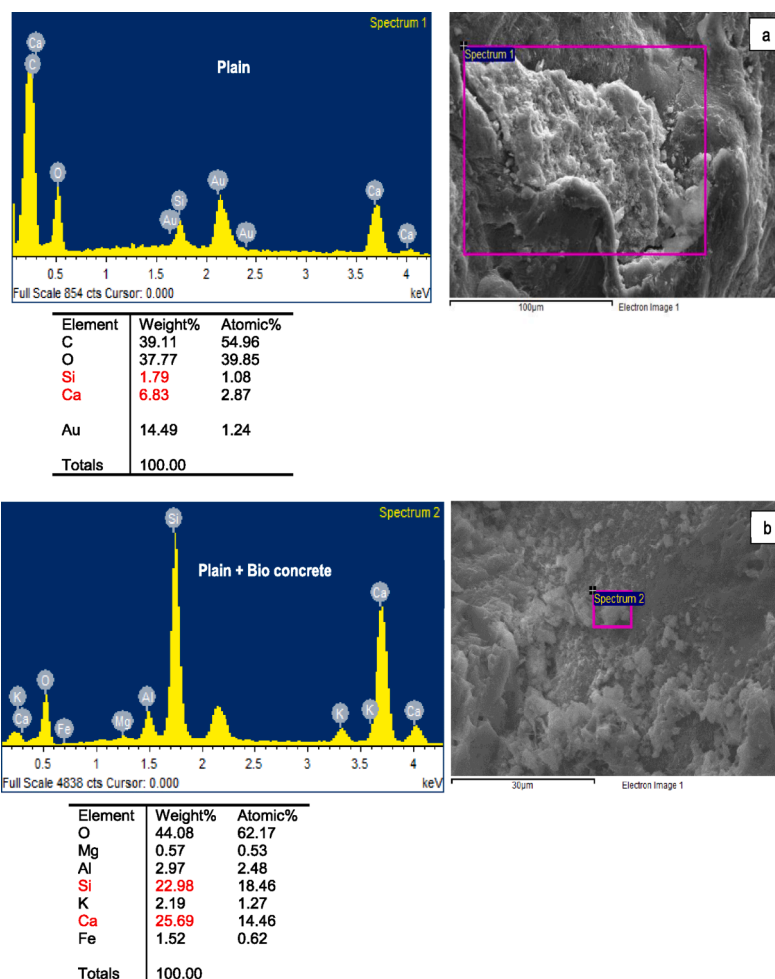 Spectrum 1
Ca
C
Plain
O
Au
Si
Au
Au
Ca
Ca
0.5 1 1.5 2 2.5 3 3.5 4
Full Scale 854 cts Cursor: 0.000 keV
a
Spectrum 1
100µm Electron Image 1
Element Weight% Atomic%
C 39.11 54.96
O 37.77 39.85
Si 1.79 1.08
Ca 6.83 2.87
Au 14.49 1.24
Totals 100.00
Spectrum 2
Si
Plain + Bio concrete
Ca
K
O
Al
Ca
Fe
Mg
K
K
Ca
0.5 1 1.5 2 2.5 3 3.5 4
Full Scale 4838 cts Cursor: 0.000 keV
b
Spectrum 2
30µm Electron Image 1
Element Weight% Atomic%
O 44.08 62.17
Mg 0.57 0.53
Al 2.97 2.48
Si 22.98 18.46
K 2.19 1.27
Ca 25.69 14.46
Fe 1.52 0.62
Totals 100.00